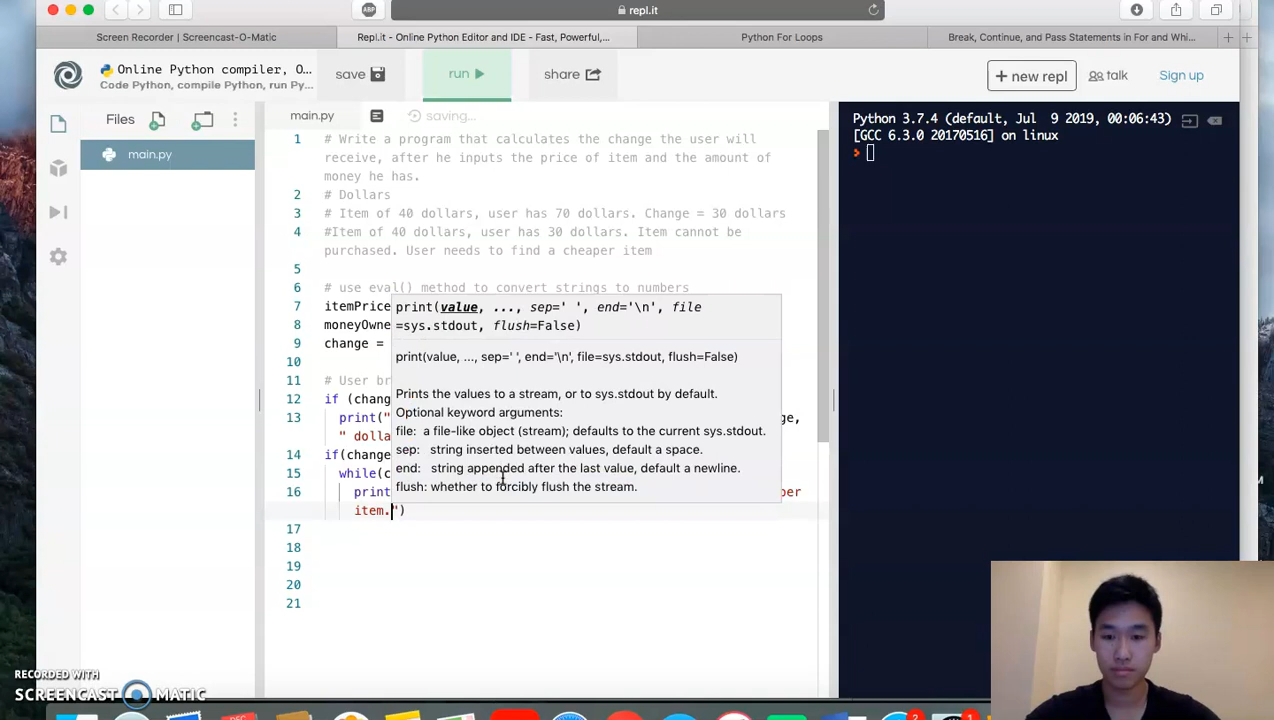 repl.it
Screen Recorder | Screencast-O-Matic
Repl.it - Online Python Editor and IDE - Fast, Powerful,...
Python For Loops
Break, Continue, and Pass Statements in For and Whi...
Online Python compiler, O...
Code Python, compile Python, run Py...
save
run
share
+ new repl
talk
Sign up
Files
main.py
main.py
saving...
1 # Write a program that calculates the change the user will
receive, after he inputs the price of item and the amount of
money he has.
2 # Dollars
3 # Item of 40 dollars, user has 70 dollars. Change = 30 dollars
4 #Item of 40 dollars, user has 30 dollars. Item cannot be
purchased. User needs to find a cheaper item
5
6 # use eval() method to convert strings to numbers
7 itemPrice
8 moneyOwne
9 change =
10
11 # User br
12 if (chang
13 print(" ge,
" dolla
14 if(change
15 while(c
16 print per
item.")
17
18
19
20
21
print(value, ..., sep=' ', end='\n', file
=sys.stdout, flush=False)
print(value, ..., sep=' ', end='\n', file=sys.stdout, flush=False)
Prints the values to a stream, or to sys.stdout by default.
Optional keyword arguments:
file: a file-like object (stream); defaults to the current sys.stdout.
sep: string inserted between values, default a space.
end: string appended after the last value, default a newline.
flush: whether to forcibly flush the stream.
Python 3.7.4 (default, Jul 9 2019, 00:06:43)
[GCC 6.3.0 20170516] on linux
>
RECORDED WITH
SCREENCAST-O-MATIC
ABP
2
1